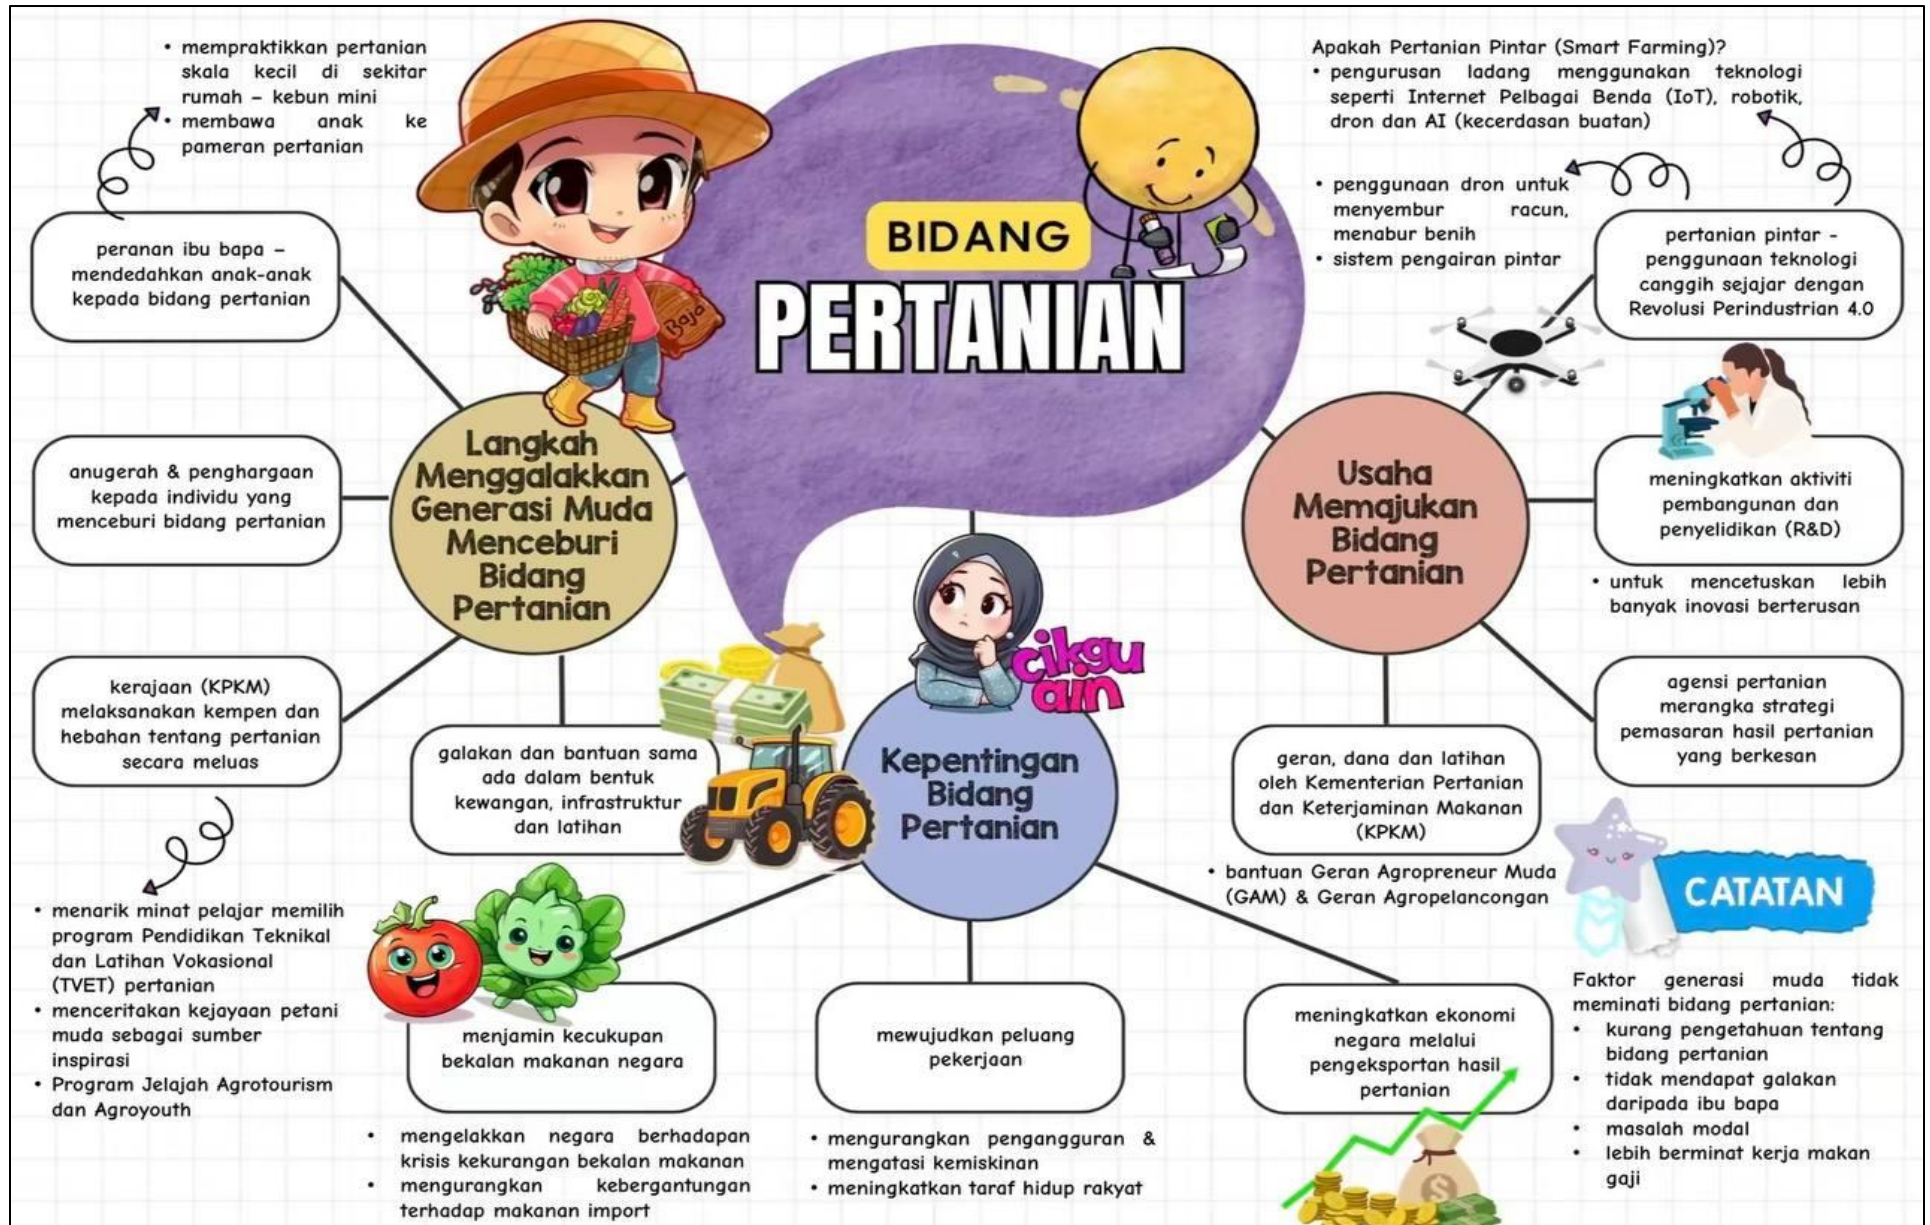 BIDANG
PERTANIAN
Baja
Langkah
Menggalakkan
Generasi Muda
Menceburi
Bidang
Pertanian
• mempraktikkan pertanian
skala kecil di sekitar
rumah – kebun mini
• membawa anak ke
pameran pertanian
peranan ibu bapa –
mendedahkan anak-anak
kepada bidang pertanian
anugerah & penghargaan
kepada individu yang
menceburi bidang pertanian
kerajaan (KPKM)
melaksanakan kempen dan
hebahan tentang pertanian
secara meluas
• menarik minat pelajar memilih
program Pendidikan Teknikal
dan Latihan Vokasional
(TVET) pertanian
• menceritakan kejayaan petani
muda sebagai sumber
inspirasi
• Program Jelajah Agrotourism
dan Agroyouth
galakan dan bantuan sama
ada dalam bentuk
kewangan, infrastruktur
dan latihan
cikgu
ain
Kepentingan
Bidang
Pertanian
menjamin kecukupan
bekalan makanan negara
• mengelakkan negara berhadapan
krisis kekurangan bekalan makanan
• mengurangkan kebergantungan
terhadap makanan import
mewujudkan peluang
pekerjaan
• mengurangkan pengangguran &
mengatasi kemiskinan
• meningkatkan taraf hidup rakyat
meningkatkan ekonomi
negara melalui
pengeksportan hasil
pertanian
$
Usaha
Memajukan
Bidang
Pertanian
Apakah Pertanian Pintar (Smart Farming)?
• pengurusan ladang menggunakan teknologi
seperti Internet Pelbagai Benda (IoT), robotik,
dron dan AI (kecerdasan buatan)
• penggunaan dron untuk
menyembur racun,
menabur benih
• sistem pengairan pintar
pertanian pintar -
penggunaan teknologi
canggih sejajar dengan
Revolusi Perindustrian 4.0
meningkatkan aktiviti
pembangunan dan
penyelidikan (R&D)
• untuk mencetuskan lebih
banyak inovasi berterusan
agensi pertanian
merangka strategi
pemasaran hasil pertanian
yang berkesan
geran, dana dan latihan
oleh Kementerian Pertanian
dan Keterjaminan Makanan
(KPKM)
• bantuan Geran Agropreneur Muda
(GAM) & Geran Agropelancongan
CATATAN
Faktor generasi muda tidak
meminati bidang pertanian:
• kurang pengetahuan tentang
bidang pertanian
• tidak mendapat galakan
daripada ibu bapa
• masalah modal
• lebih berminat kerja makan
gaji